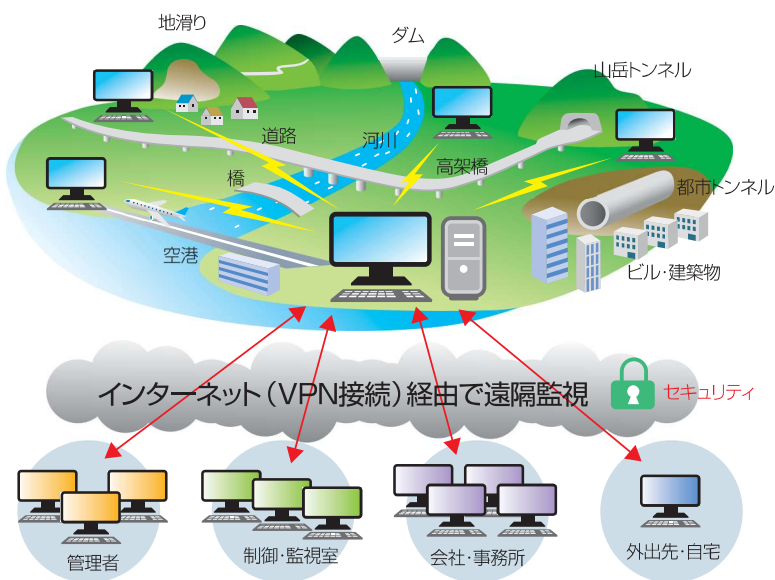 地滑り
ダム
山岳トンネル
道路
河川
高架橋
橋
都市トンネル
空港
ビル・建築物
インターネット(VPN接続)経由で遠隔監視
セキュリティ
管理者
制御・監視室
会社・事務所
外出先・自宅